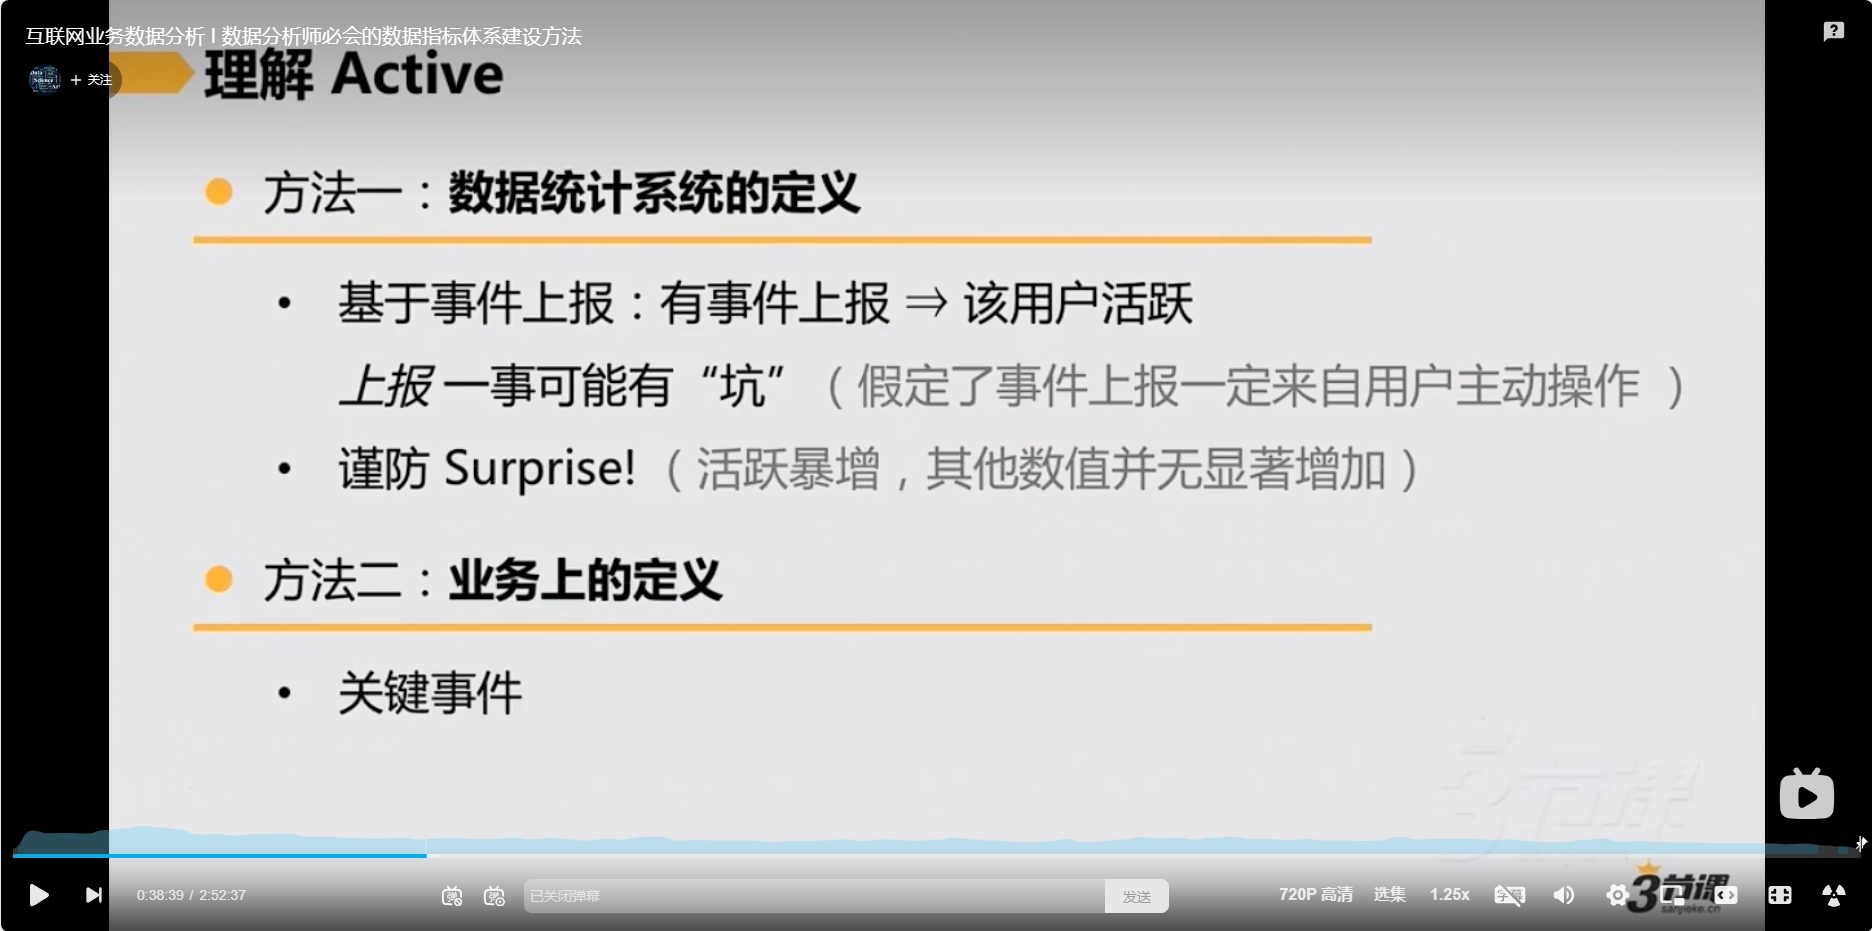 互联网业务数据分析 I 数据分析师必会的数据指标体系建设方法
+ 关注
理解 Active
方法一：数据统计系统的定义
• 基于事件上报：有事件上报 ⇒ 该用户活跃
上报 一事可能有“坑”（ 假定了事件上报一定来自用户主动操作 ）
• 谨防 Surprise!（ 活跃暴增，其他数值并无显著增加 ）
方法二：业务上的定义
• 关键事件
3节课
0:38:39 / 2:52:37
已关闭弹幕
发送
720P 高清
选集
1.25x
3节课
sanjieke.cn